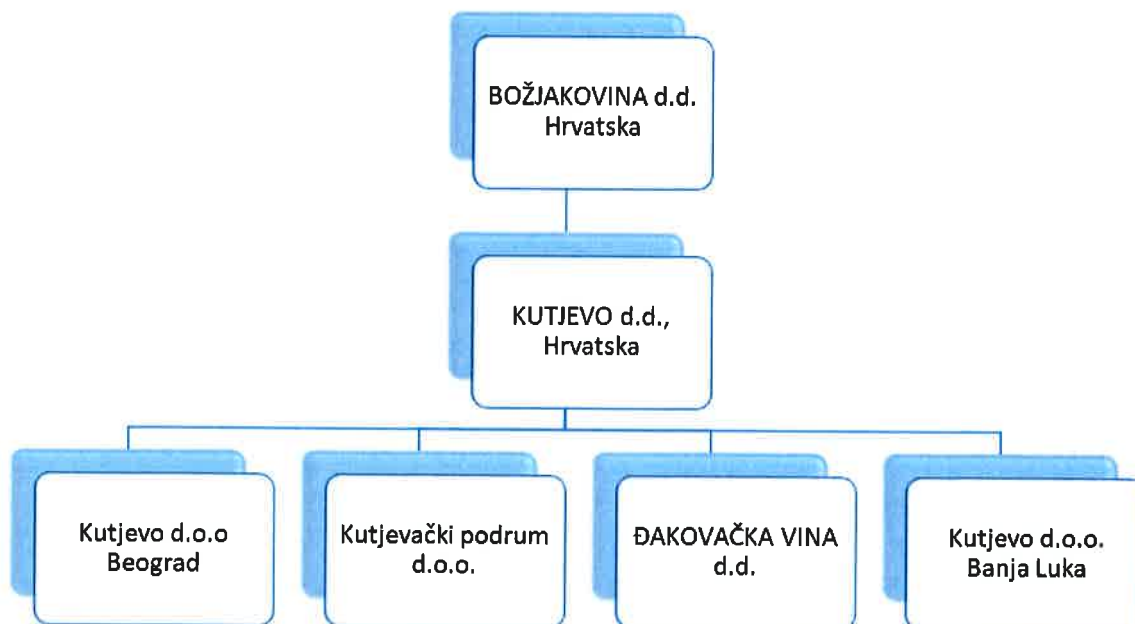 BOŽJAKOVINA d.d.
Hrvatska
KUTJEVO d.d.,
Hrvatska
Kutjevo d.o.o
Beograd
Kutjevački podrum
d.o.o.
ĐAKOVAČKA VINA
d.d.
Kutjevo d.o.o.
Banja Luka